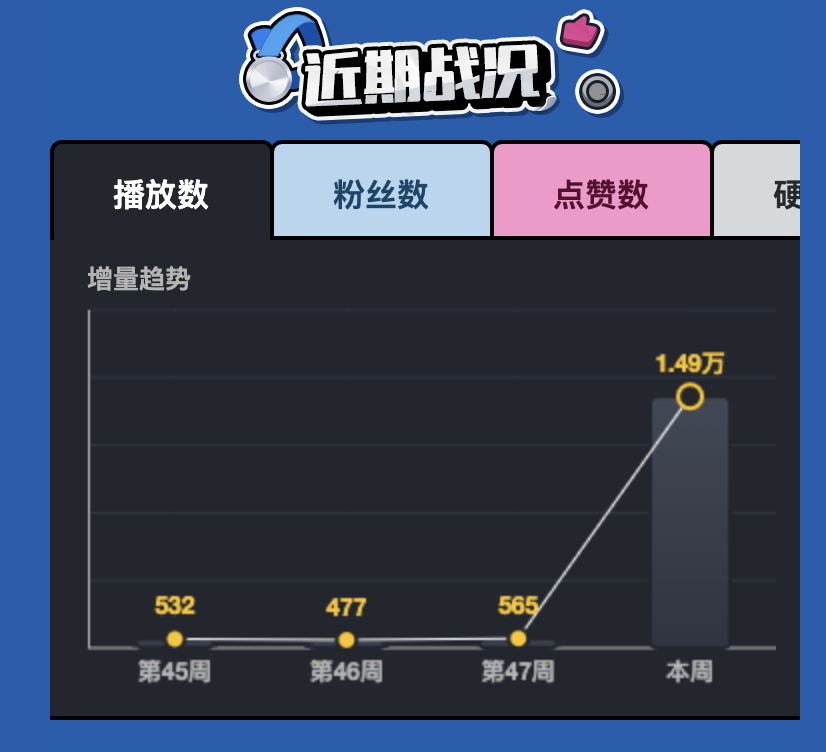 近期战况
播放数 粉丝数 点赞数 硬
增量趋势
1.49万
532 477 565
第45周 第46周 第47周 本周